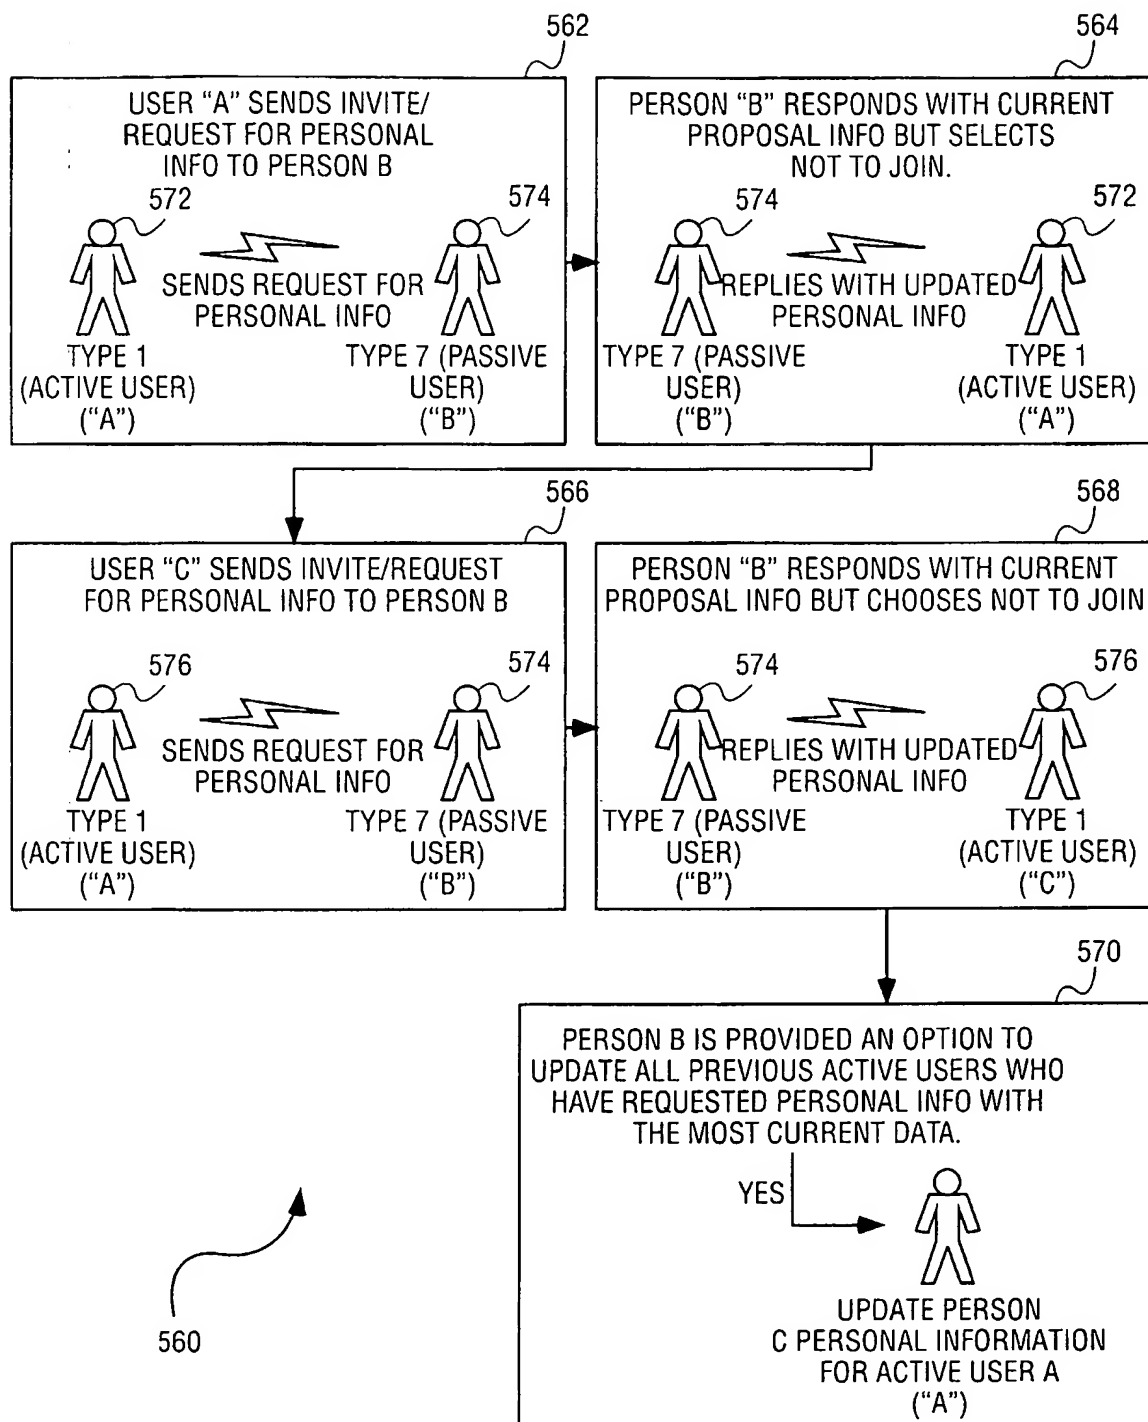 562
USER “A” SENDS INVITE/
REQUEST FOR PERSONAL
INFO TO PERSON B
572
574
SENDS REQUEST FOR
PERSONAL INFO
TYPE 1
(ACTIVE USER)
(“A”)
TYPE 7 (PASSIVE
USER)
(“B”)
564
PERSON “B” RESPONDS WITH CURRENT
PROPOSAL INFO BUT SELECTS
NOT TO JOIN.
574
572
REPLIES WITH UPDATED
PERSONAL INFO
TYPE 7 (PASSIVE
USER)
(“B”)
TYPE 1
(ACTIVE USER)
(“A”)
566
USER “C” SENDS INVITE/REQUEST
FOR PERSONAL INFO TO PERSON B
576
574
SENDS REQUEST FOR
PERSONAL INFO
TYPE 1
(ACTIVE USER)
(“A”)
TYPE 7 (PASSIVE
USER)
(“B”)
568
PERSON “B” RESPONDS WITH CURRENT
PROPOSAL INFO BUT CHOOSES NOT TO JOIN
574
576
REPLIES WITH UPDATED
PERSONAL INFO
TYPE 7 (PASSIVE
USER)
(“B”)
TYPE 1
(ACTIVE USER)
(“C”)
570
PERSON B IS PROVIDED AN OPTION TO
UPDATE ALL PREVIOUS ACTIVE USERS WHO
HAVE REQUESTED PERSONAL INFO WITH
THE MOST CURRENT DATA.
YES
UPDATE PERSON
C PERSONAL INFORMATION
FOR ACTIVE USER A
(“A”)
560